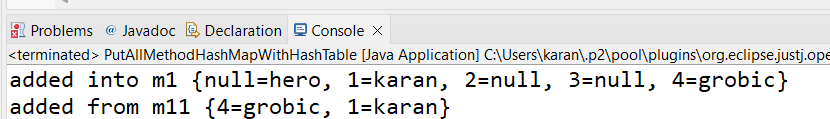 Problems @ Javadoc Declaration Console ×
<terminated> PutAllMethodHashMapWithHashTable [Java Application] C:\Users\karan\.p2\pool\plugins\org.eclipse.justj.ope
added into m1 {null=hero, 1=karan, 2=null, 3=null, 4=grobic}
added from m11 {4=grobic, 1=karan}